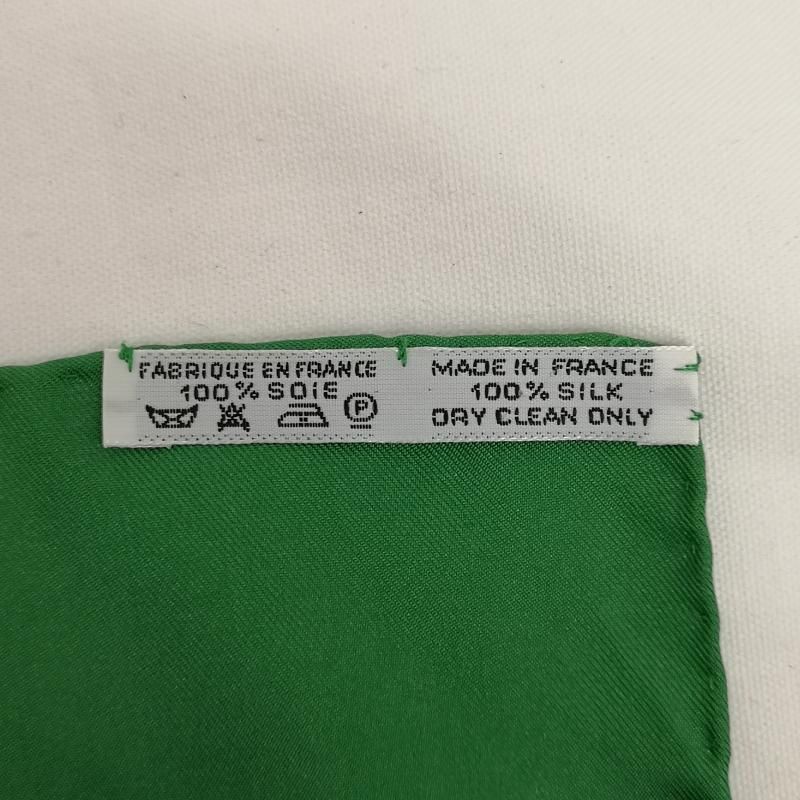 FABRIQUE EN FRANCE
100% SOIE
P
MADE IN FRANCE
100% SILK
DRY CLEAN ONLY